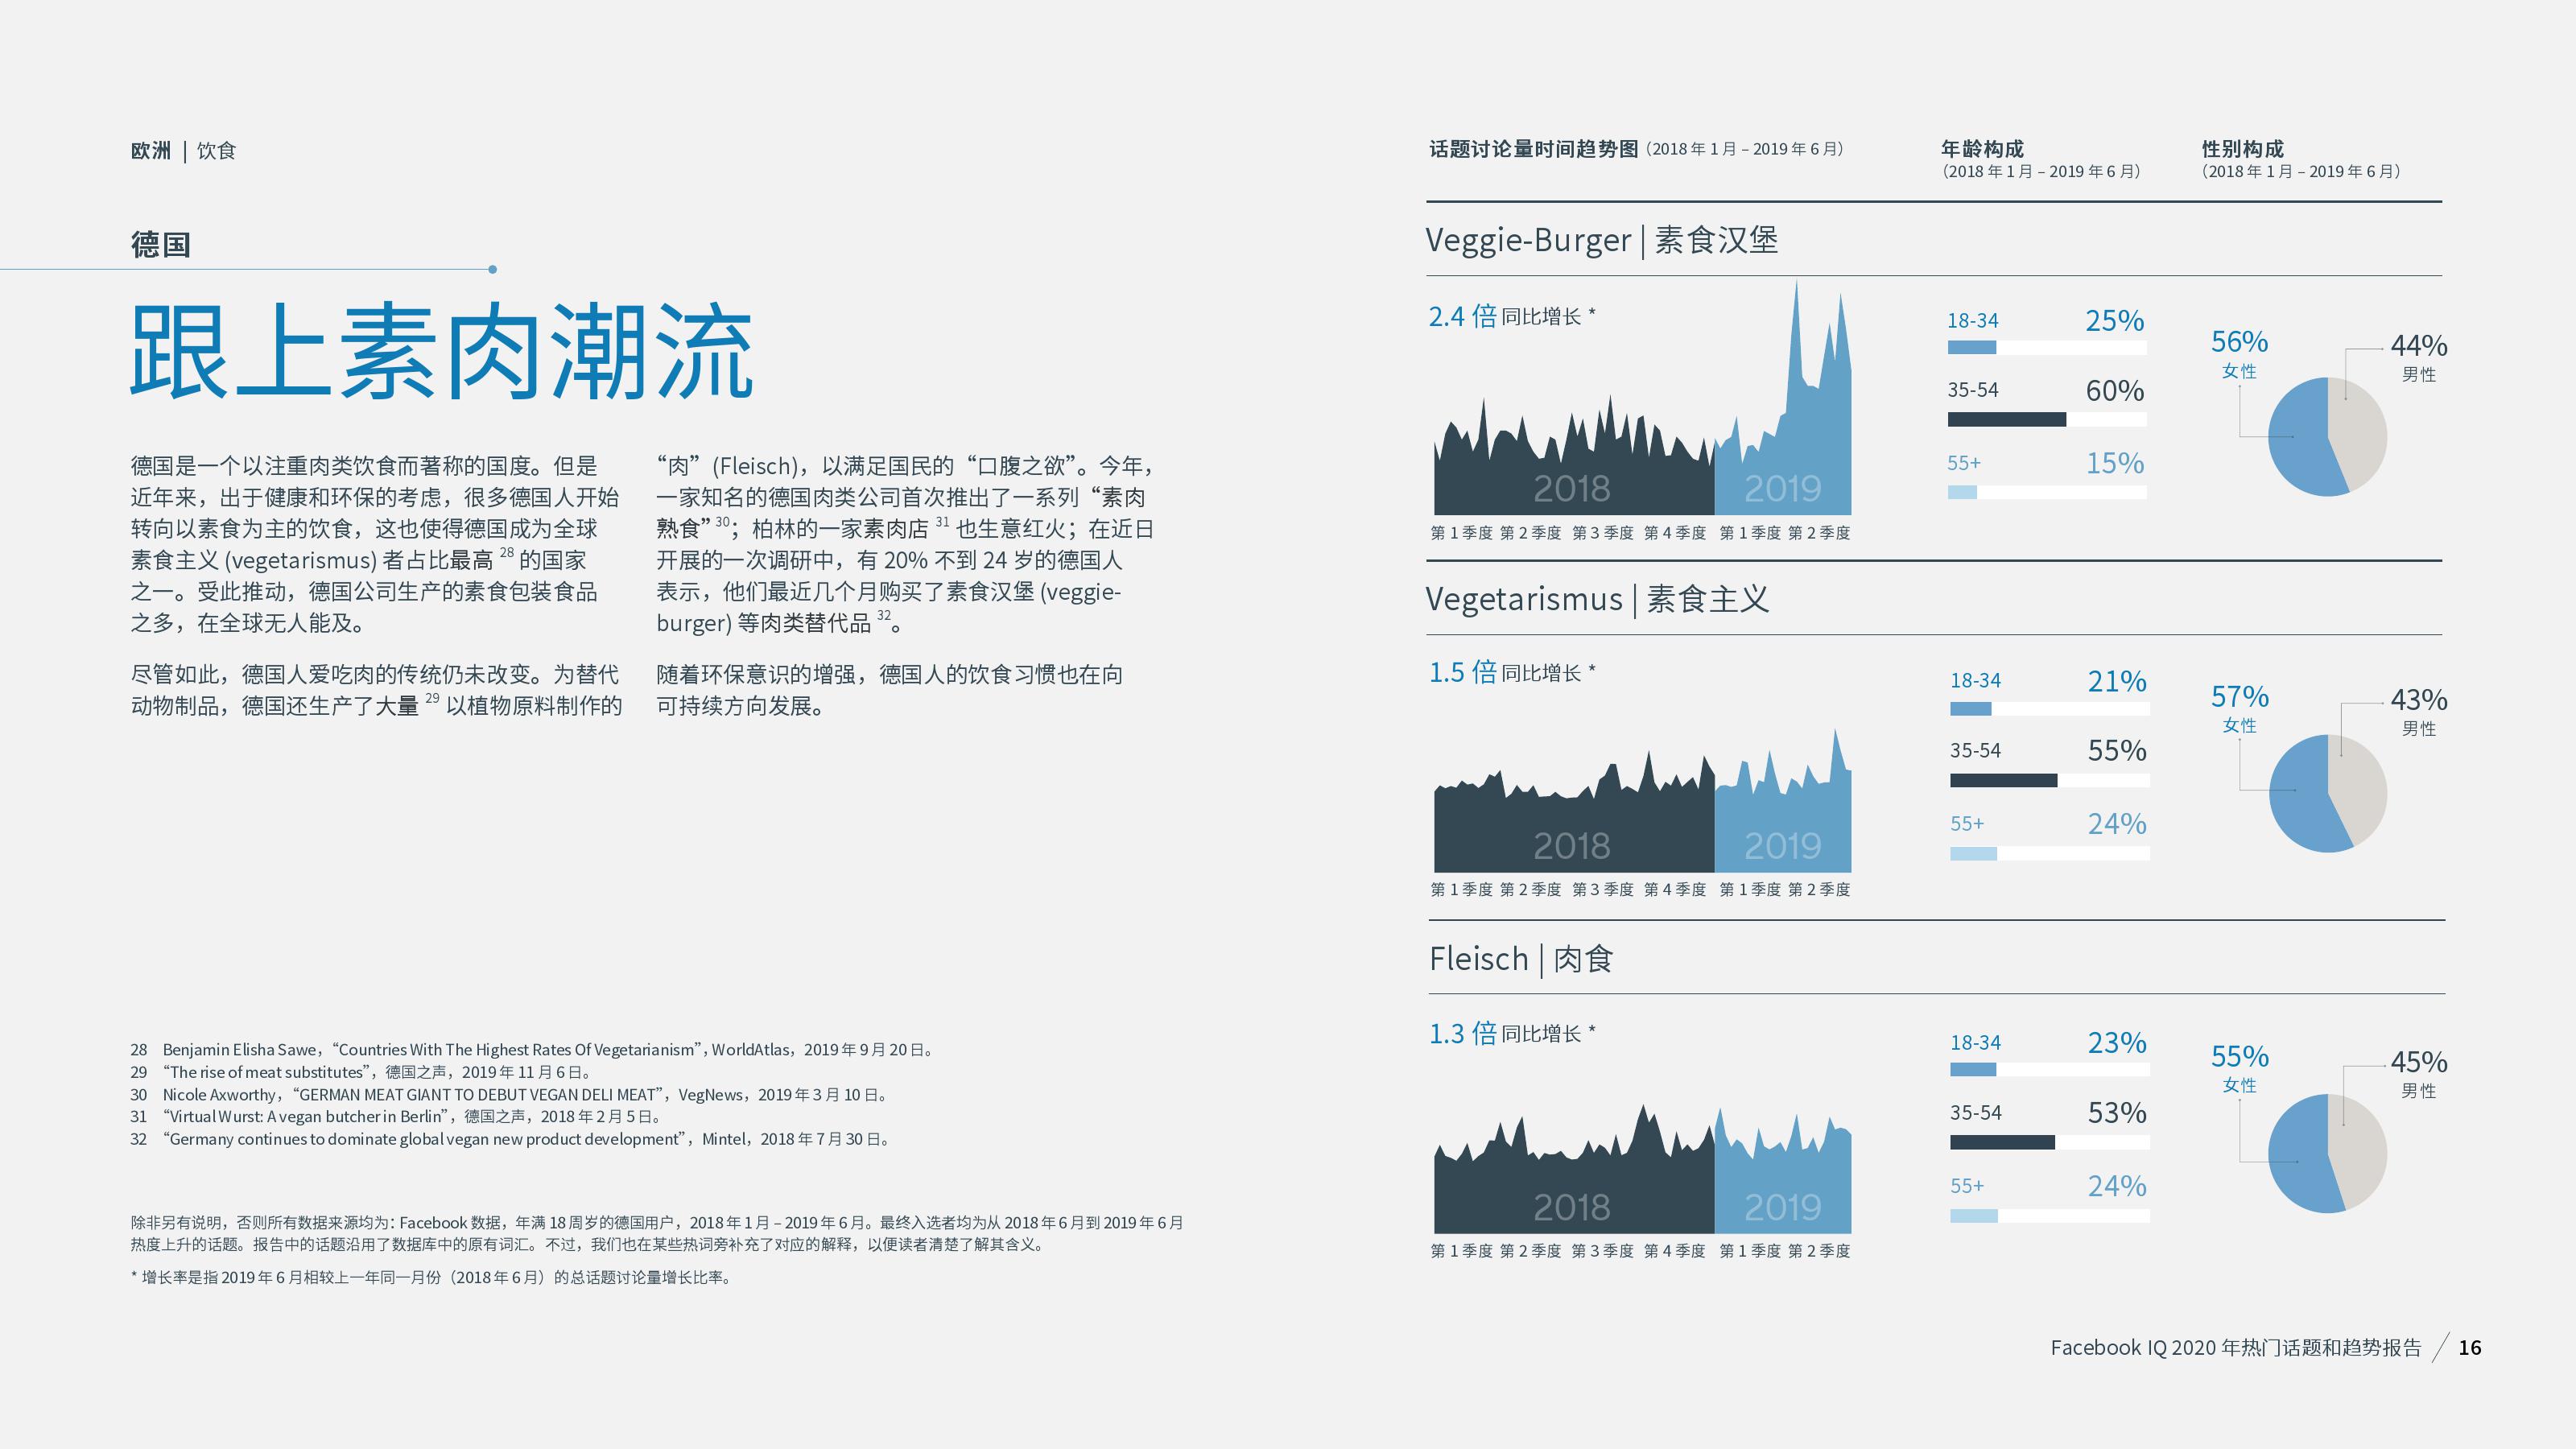 欧洲 | 饮食
德国
跟上素肉潮流
德国是一个以注重肉类饮食而著称的国度。但是
近年来，出于健康和环保的考虑，很多德国人开始
转向以素食为主的饮食，这也使得德国成为全球
素食主义 (vegetarismus) 者占比最高 28 的国家
之一。受此推动，德国公司生产的素食包装食品
之多，在全球无人能及。
尽管如此，德国人爱吃肉的传统仍未改变。为替代
动物制品，德国还生产了大量 29 以植物原料制作的
“肉” (Fleisch)，以满足国民的 “口腹之欲”。今年，
一家知名的德国肉类公司首次推出了一系列 “素肉
熟食” 30；柏林的一家素肉店 31 也生意红火；在近日
开展的一次调研中，有 20% 不到 24 岁的德国人
表示，他们最近几个月购买了素食汉堡 (veggie-
burger) 等肉类替代品 32。
随着环保意识的增强，德国人的饮食习惯也在向
可持续方向发展。
28 Benjamin Elisha Sawe，“Countries With The Highest Rates Of Vegetarianism”，WorldAtlas，2019 年 9 月 20 日。
29 “The rise of meat substitutes”，德国之声，2019 年 11 月 6 日。
30 Nicole Axworthy，“GERMAN MEAT GIANT TO DEBUT VEGAN DELI MEAT”，VegNews，2019 年 3 月 10 日。
31 “Virtual Wurst: A vegan butcher in Berlin”，德国之声，2018 年 2 月 5 日。
32 “Germany continues to dominate global vegan new product development”，Mintel，2018 年 7 月 30 日。
除非另有说明，否则所有数据来源均为：Facebook 数据，年满 18 周岁的德国用户，2018 年 1 月 – 2019 年 6 月。最终入选者均为从 2018 年 6 月到 2019 年 6 月
热度上升的话题。报告中的话题沿用了数据库中的原有词汇。不过，我们也在某些热词旁补充了对应的解释，以便读者清楚了解其含义。
* 增长率是指 2019 年 6 月相较上一年同一月份（2018 年 6 月）的总话题讨论量增长比率。
话题讨论量时间趋势图（2018 年 1 月 – 2019 年 6 月）
年龄构成
（2018 年 1 月 – 2019 年 6 月）
性别构成
（2018 年 1 月 – 2019 年 6 月）
Veggie-Burger | 素食汉堡
2.4 倍 同比增长 *
2018
2019
第 1 季度 第 2 季度 第 3 季度 第 4 季度 第 1 季度 第 2 季度
18-34 25%
35-54 60%
55+ 15%
56%
女性
44%
男性
Vegetarismus | 素食主义
1.5 倍 同比增长 *
2018
2019
第 1 季度 第 2 季度 第 3 季度 第 4 季度 第 1 季度 第 2 季度
18-34 21%
35-54 55%
55+ 24%
57%
女性
43%
男性
Fleisch | 肉食
1.3 倍 同比增长 *
2018
2019
第 1 季度 第 2 季度 第 3 季度 第 4 季度 第 1 季度 第 2 季度
18-34 23%
35-54 53%
55+ 24%
55%
女性
45%
男性
Facebook IQ 2020 年热门话题和趋势报告 / 16